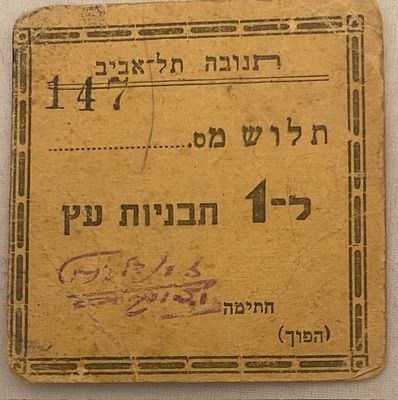 תנובה תל-אביב
147
תלוש מס.
ל-1 תבניות עץ
חתימה
(הפוך)